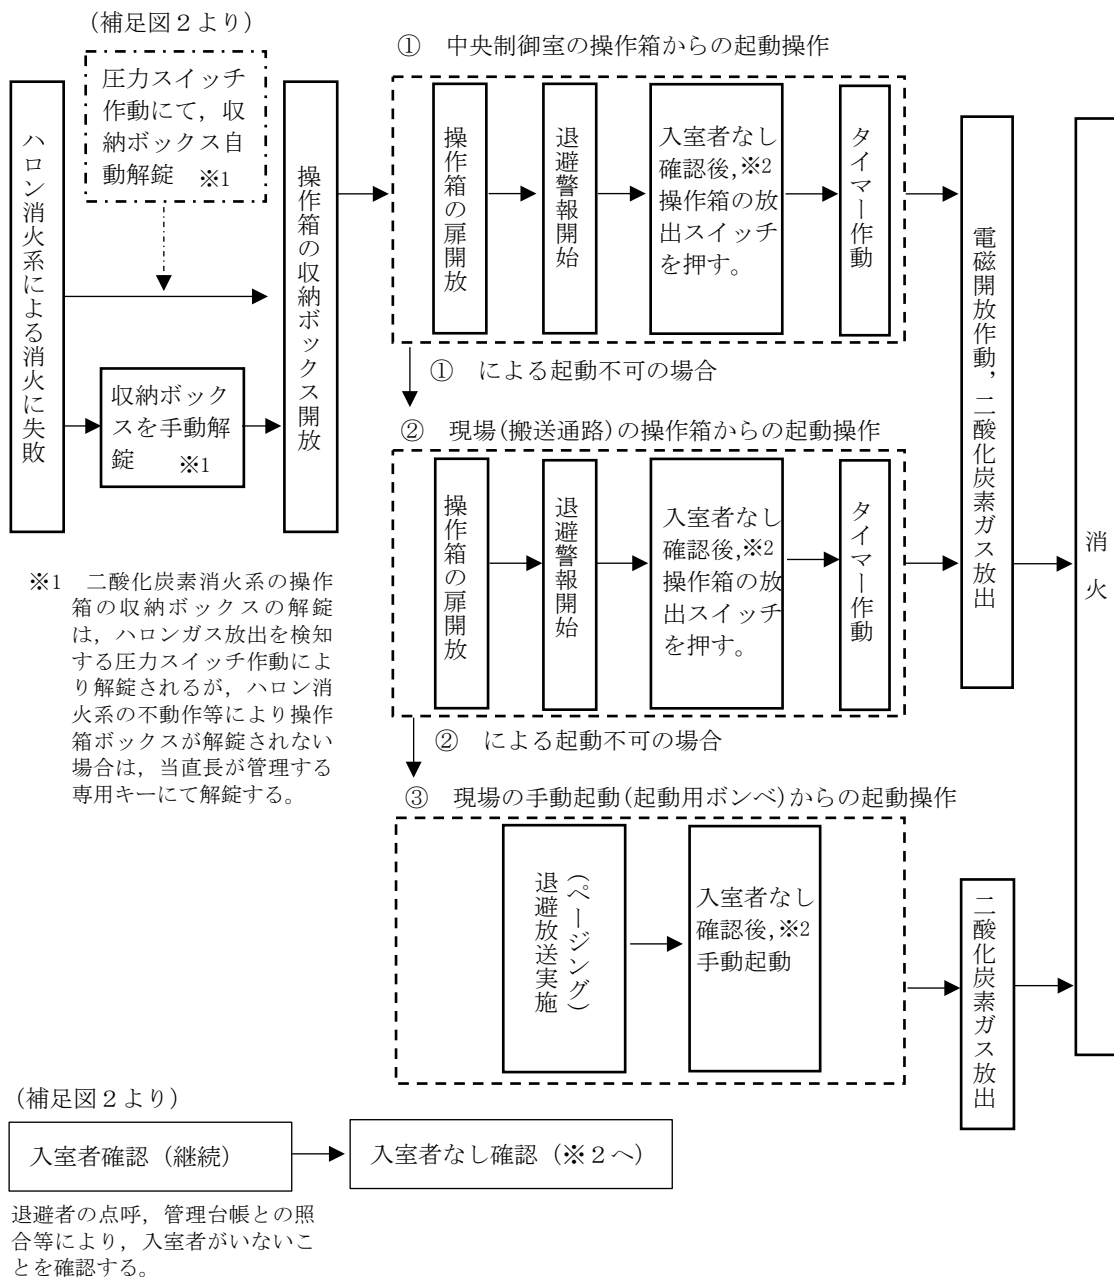 (補足図2より)
圧力スイッチ
作動にて，収
納ボックス自
動解錠　※1
ハロン消火系による消火に失敗
収納ボック
スを手動解
錠　※1
操作箱の収納ボックス開放
①　中央制御室の操作箱からの起動操作
操作箱の扉開放
退避警報開始
入室者なし
確認後,※2
操作箱の放
出スイッチ
を押す。
タイマー作動
①　による起動不可の場合
②　現場(搬送通路)の操作箱からの起動操作
操作箱の扉開放
退避警報開始
入室者なし
確認後,※2
操作箱の放
出スイッチ
を押す。
タイマー作動
電磁開放作動，二酸化炭素ガス放出
消火
②　による起動不可の場合
③　現場の手動起動(起動用ボンベ)からの起動操作
(ページング)
退避放送実施
入室者なし
確認後,※2
手動起動
二酸化炭素ガス放出
※1　二酸化炭素消火系の操作
箱の収納ボックスの解錠
は，ハロンガス放出を検知
する圧力スイッチ作動によ
り解錠されるが，ハロン消
火系の不動作等により操作
箱ボックスが解錠されない
場合は，当直長が管理する
専用キーにて解錠する。
(補足図2より)
入室者確認（継続）
入室者なし確認（※2へ）
退避者の点呼，管理台帳との照
合等により，入室者がいないこ
とを確認する。